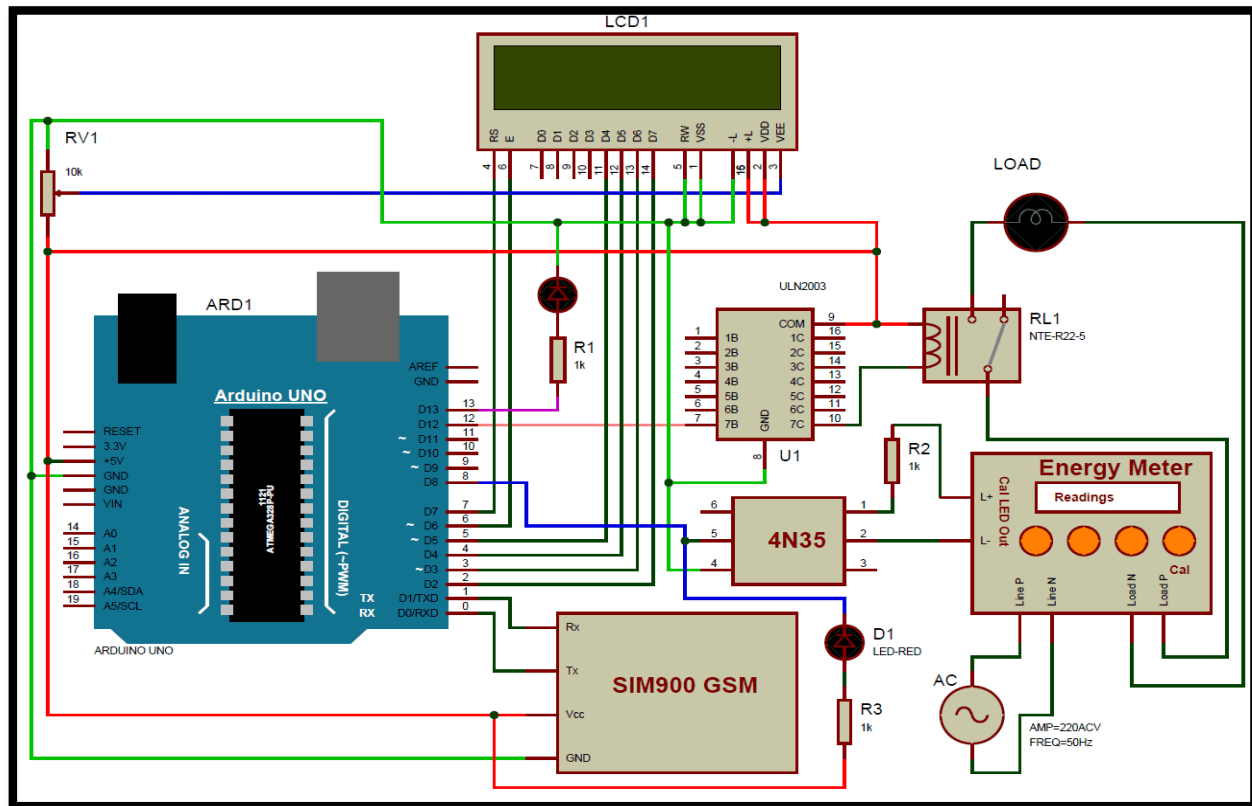 LCD1
RS
E
D0
D1
D2
D3
D4
D5
D6
D7
RW
VSS
-L
+L
VDD
VEE
4
6
7
8
9
10
11
12
13
14
5
1
15
16
2
3
RV1
10k
LOAD
ULN2003
ARD1
R1
1k
COM
1B
2B
3B
4B
5B
6B
7B
1C
2C
3C
4C
5C
6C
7C
GND
1
2
3
4
5
6
7
9
16
15
14
13
12
11
10
8
U1
RL1
NTE-R22-5
AREF
GND
Arduino UNO
D13
D12
~ D11
~ D10
~ D9
D8
D7
~ D6
~ D5
D4
~ D3
D2
TX D1/TXD
RX D0/RXD
13
12
11
10
9
8
7
6
5
4
3
2
1
0
RESET
3.3V
+5V
GND
GND
VIN
14 A0
15 A1
16 A2
17 A3
18 A4/SDA
19 A5/SCL
ANALOG IN
1121
ATMEGA328P-PU
DIGITAL (~PWM)
ARDUINO UNO
R2
1k
Energy Meter
Readings
Cal LED Out
L+
L-
Cal
Line P
Line N
Load N
Load P
4N35
6
5
4
1
2
3
Rx
Tx
Vcc
GND
SIM900 GSM
D1
LED-RED
R3
1k
AC
AMP=220ACV
FREQ=50Hz